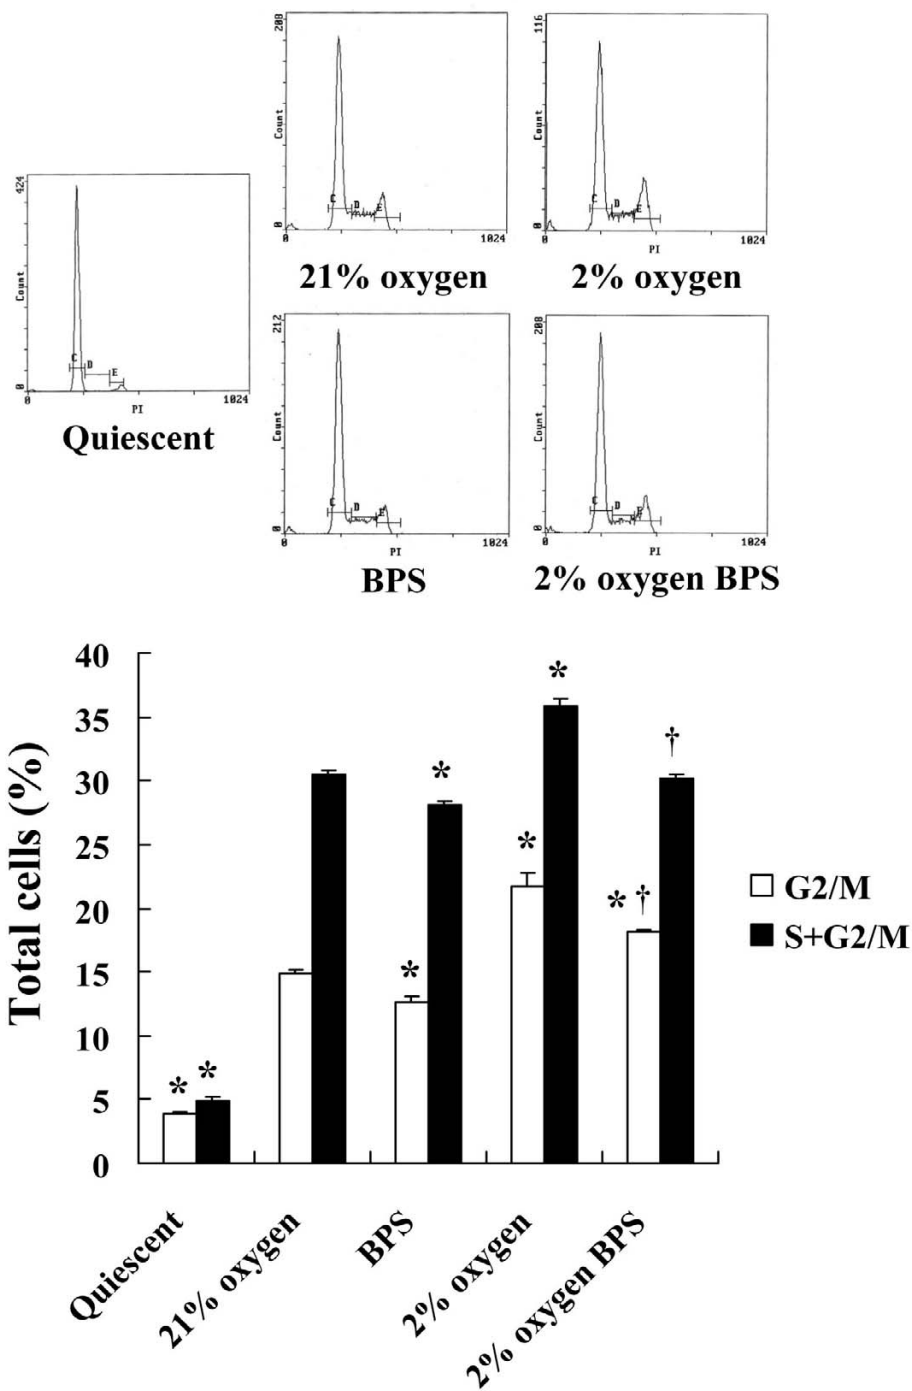 208
Count
C D E
0
0 1024
21% oxygen
116
Count
C D E
0
0 1024
PI
2% oxygen
424
Count
C D E
0
0 1024
PI
Quiescent
212
Count
C D E
0
0 1024
PI
BPS
208
Count
C D E
0
0 1024
PI
2% oxygen BPS
Total cells (%)
40
35
30
25
20
15
10
5
0
* *
* *
* *
* † †
G2/M
S+G2/M
Quiescent
21% oxygen
BPS
2% oxygen
2% oxygen BPS